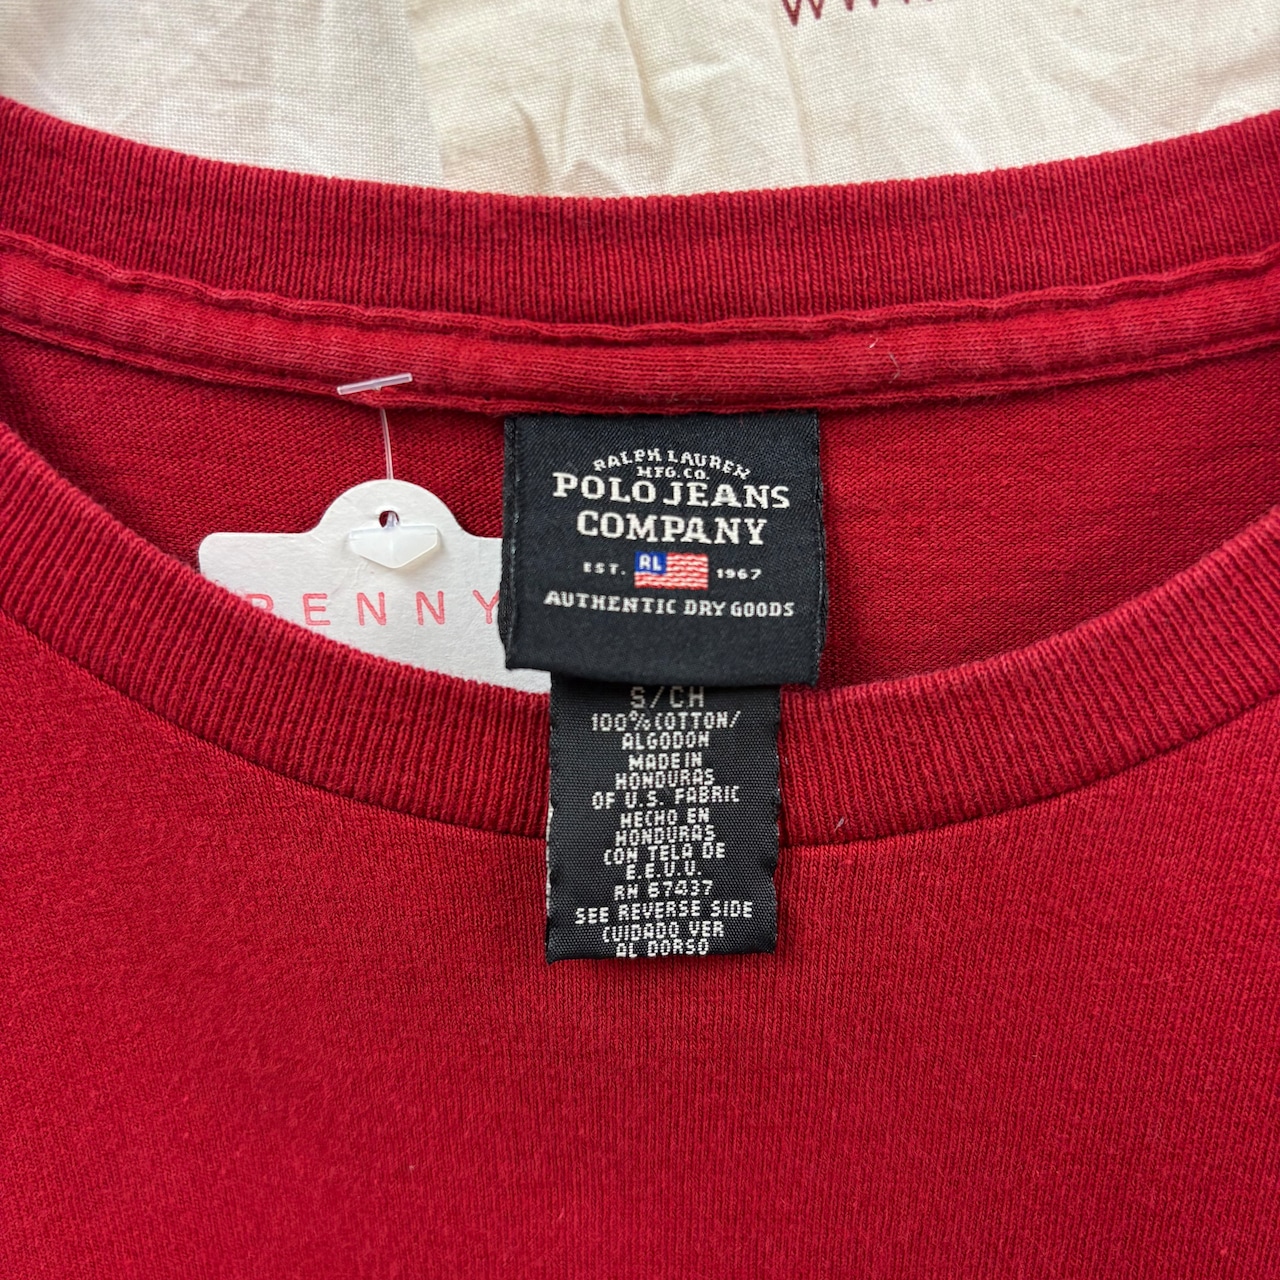 RALPH LAUREN
MFG. CO.
POLO JEANS
COMPANY
EST. RL 1967
AUTHENTIC DRY GOODS
S/CH
100% COTTON/
ALGODON
MADE IN
HONDURAS
OF U.S. FABRIC
HECHO EN
HONDURAS
CON TELA DE
E.E.U.U.
RN 67437
SEE REVERSE SIDE
CUIDADO VER
AL DORSO
PENNY